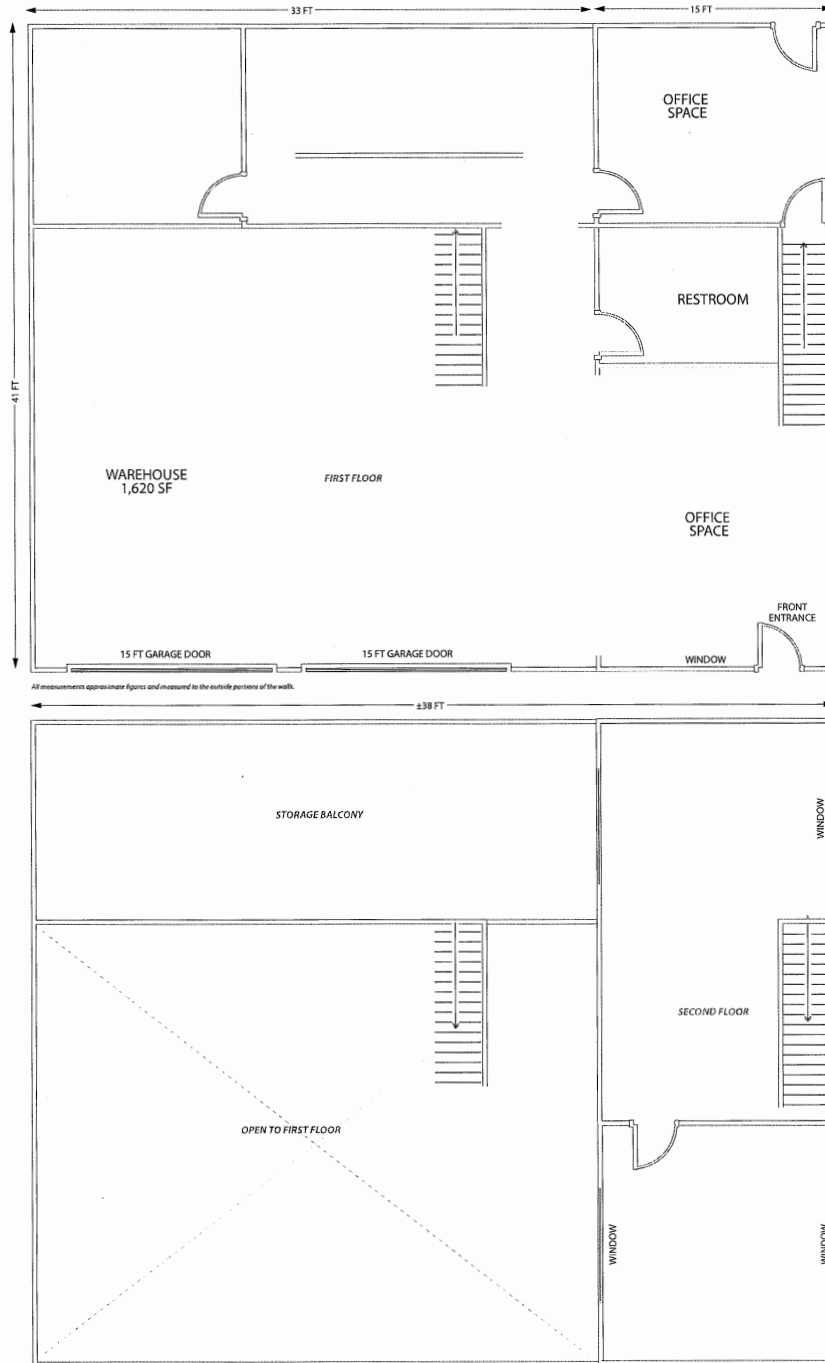 33 FT
15 FT
OFFICE
SPACE
41 FT
RESTROOM
WAREHOUSE
1,620 SF
FIRST FLOOR
OFFICE
SPACE
FRONT
ENTRANCE
15 FT GARAGE DOOR
15 FT GARAGE DOOR
WINDOW
All measurements approximate figures and measured to the outside portions of the walls.
±38 FT
STORAGE BALCONY
WINDOW
SECOND FLOOR
OPEN TO FIRST FLOOR
WINDOW
WINDOW